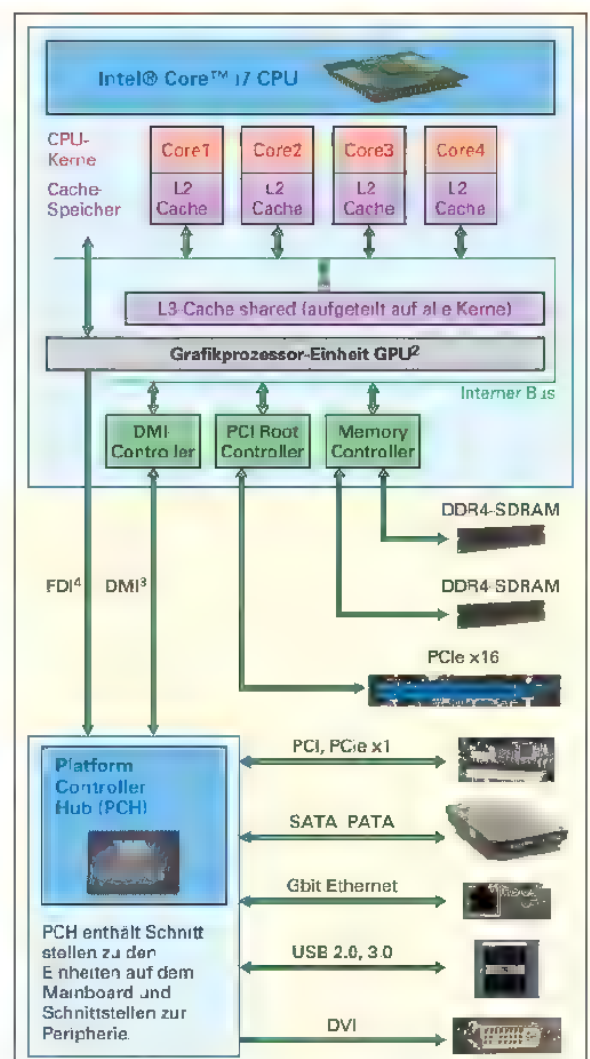 Intel® Core™ i7 CPU
CPU-
Kerne
Core1 Core2 Core3 Core4
Cache-
Speicher
L2 L2 L2 L2
Cache Cache Cache Cache
L3-Cache shared (aufgeteilt auf alle Kerne)
Grafikprozessor-Einheit GPU²
Interner Bus
DMI-
Controller
PCI Root
Controller
Memory
Controller
DDR4-SDRAM
DDR4-SDRAM
FDI⁴ DMI³
PCIe x16
Platform
Controller
Hub (PCH)
PCI, PCIe x1
SATA PATA
Gbit Ethernet
USB 2.0, 3.0
DVI
PCH enthält Schnitt
stellen zu den
Einheiten auf dem
Mainboard und
Schnittstellen zur
Peripherie.